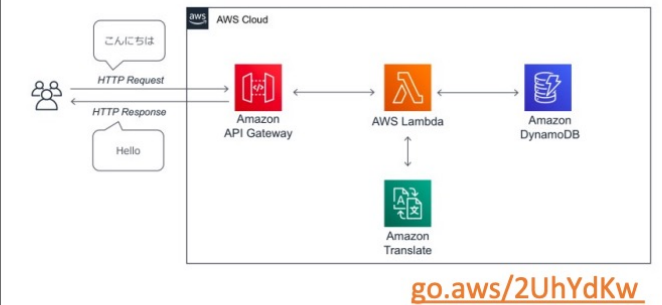 aws
AWS Cloud
こんにちは
HTTP Request
HTTP Response
Hello
Amazon
API Gateway
AWS Lambda
Amazon
DynamoDB
Amazon
Translate
go.aws/2UhYdKw